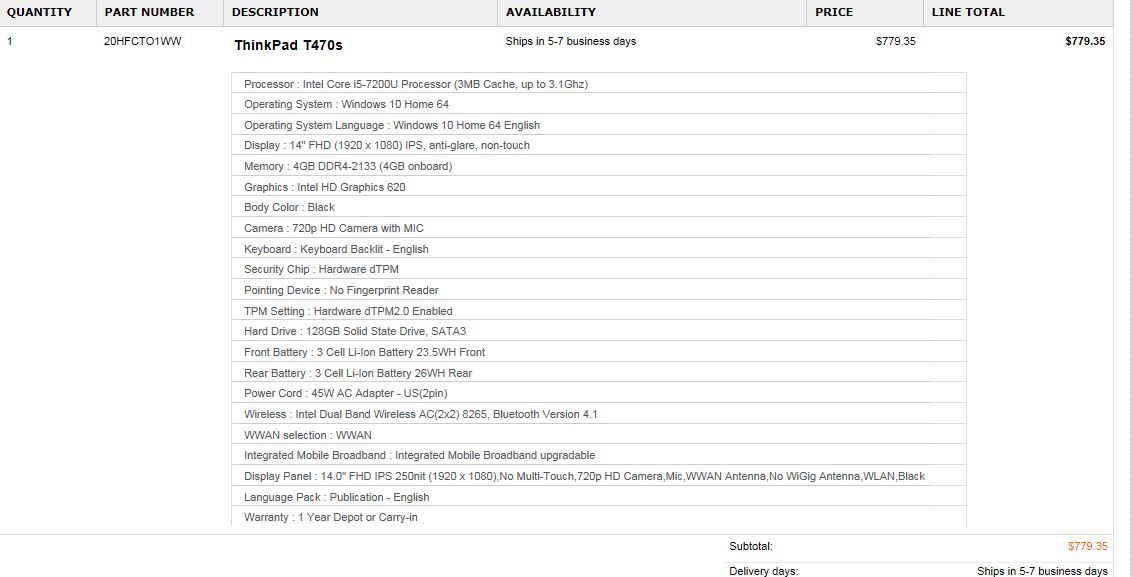 QUANTITY PART NUMBER DESCRIPTION AVAILABILITY PRICE LINE TOTAL
1 20HFCTO1WW ThinkPad T470s Ships in 5-7 business days $779.35 $779.35
Processor : Intel Core i5-7200U Processor (3MB Cache, up to 3.1Ghz)
Operating System : Windows 10 Home 64
Operating System Language : Windows 10 Home 64 English
Display : 14" FHD (1920 x 1080) IPS, anti-glare, non-touch
Memory : 4GB DDR4-2133 (4GB onboard)
Graphics : Intel HD Graphics 620
Body Color : Black
Camera : 720p HD Camera with MIC
Keyboard : Keyboard Backlit - English
Security Chip : Hardware dTPM
Pointing Device : No Fingerprint Reader
TPM Setting : Hardware dTPM2.0 Enabled
Hard Drive : 128GB Solid State Drive, SATA3
Front Battery : 3 Cell Li-Ion Battery 23.5WH Front
Rear Battery : 3 Cell Li-Ion Battery 26WH Rear
Power Cord : 45W AC Adapter - US(2pin)
Wireless : Intel Dual Band Wireless AC(2x2) 8265, Bluetooth Version 4.1
WWAN selection : WWAN
Integrated Mobile Broadband : Integrated Mobile Broadband upgradable
Display Panel : 14.0" FHD IPS 250nit (1920 x 1080),No Multi-Touch,720p HD Camera,Mic,WWAN Antenna,No WiGig Antenna,WLAN,Black
Language Pack : Publication - English
Warranty : 1 Year Depot or Carry-in
Subtotal: $779.35
Delivery days: Ships in 5-7 business days